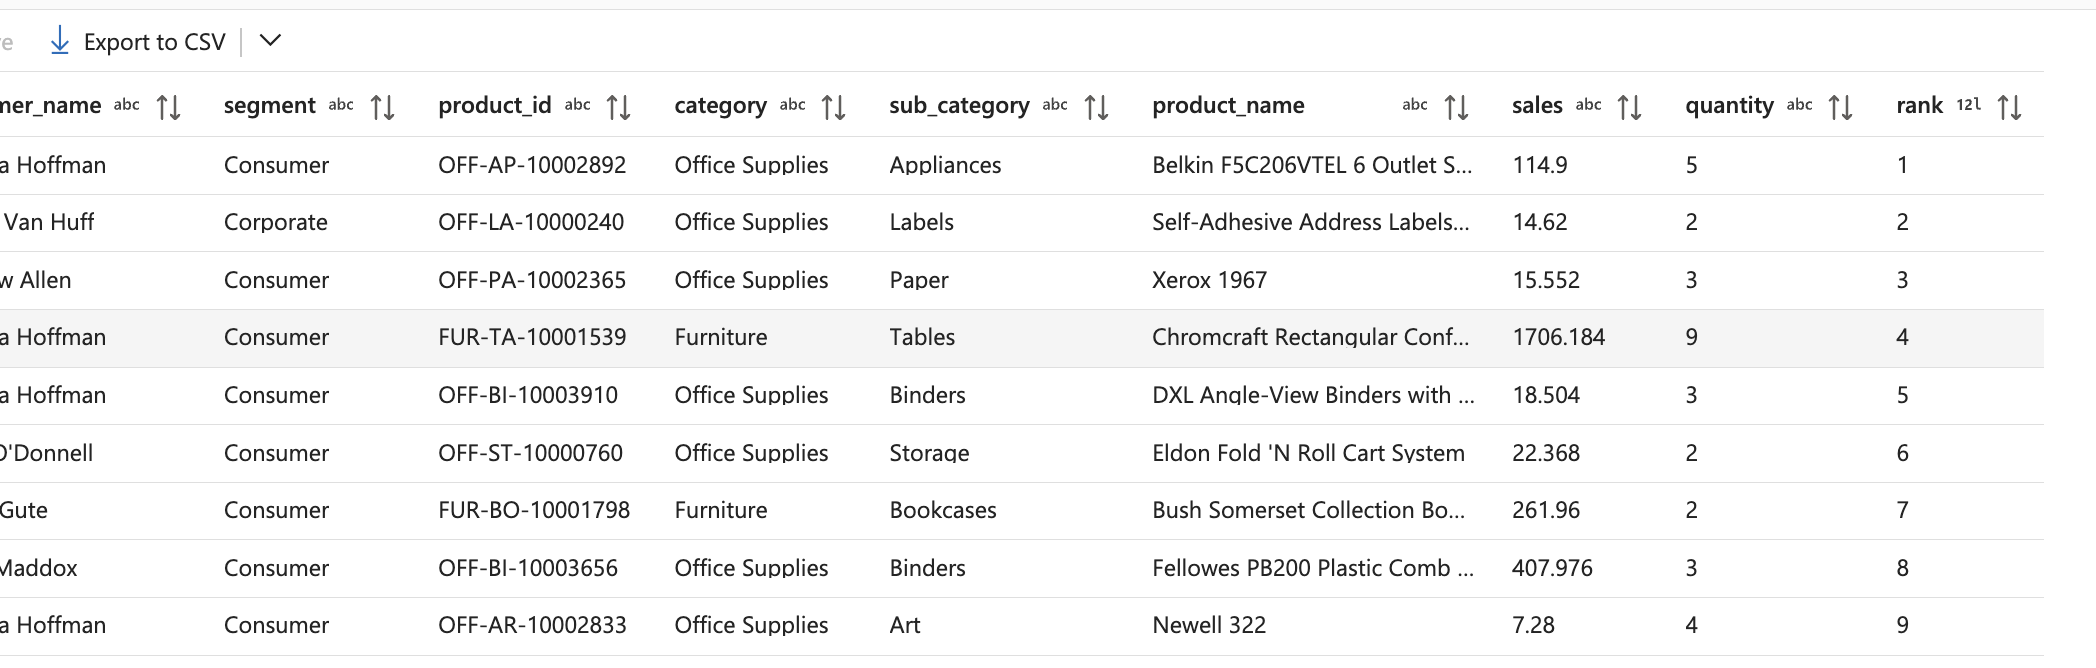 re Export to CSV
mer_name abc segment abc product_id abc category abc sub_category abc product_name abc sales abc quantity abc rank 12l
a Hoffman Consumer OFF-AP-10002892 Office Supplies Appliances Belkin F5C206VTEL 6 Outlet S... 114.9 5 1
Van Huff Corporate OFF-LA-10000240 Office Supplies Labels Self-Adhesive Address Labels... 14.62 2 2
w Allen Consumer OFF-PA-10002365 Office Supplies Paper Xerox 1967 15.552 3 3
a Hoffman Consumer FUR-TA-10001539 Furniture Tables Chromcraft Rectangular Conf... 1706.184 9 4
a Hoffman Consumer OFF-BI-10003910 Office Supplies Binders DXL Angle-View Binders with ... 18.504 3 5
O'Donnell Consumer OFF-ST-10000760 Office Supplies Storage Eldon Fold 'N Roll Cart System 22.368 2 6
Gute Consumer FUR-BO-10001798 Furniture Bookcases Bush Somerset Collection Bo... 261.96 2 7
Maddox Consumer OFF-BI-10003656 Office Supplies Binders Fellowes PB200 Plastic Comb ... 407.976 3 8
a Hoffman Consumer OFF-AR-10002833 Office Supplies Art Newell 322 7.28 4 9